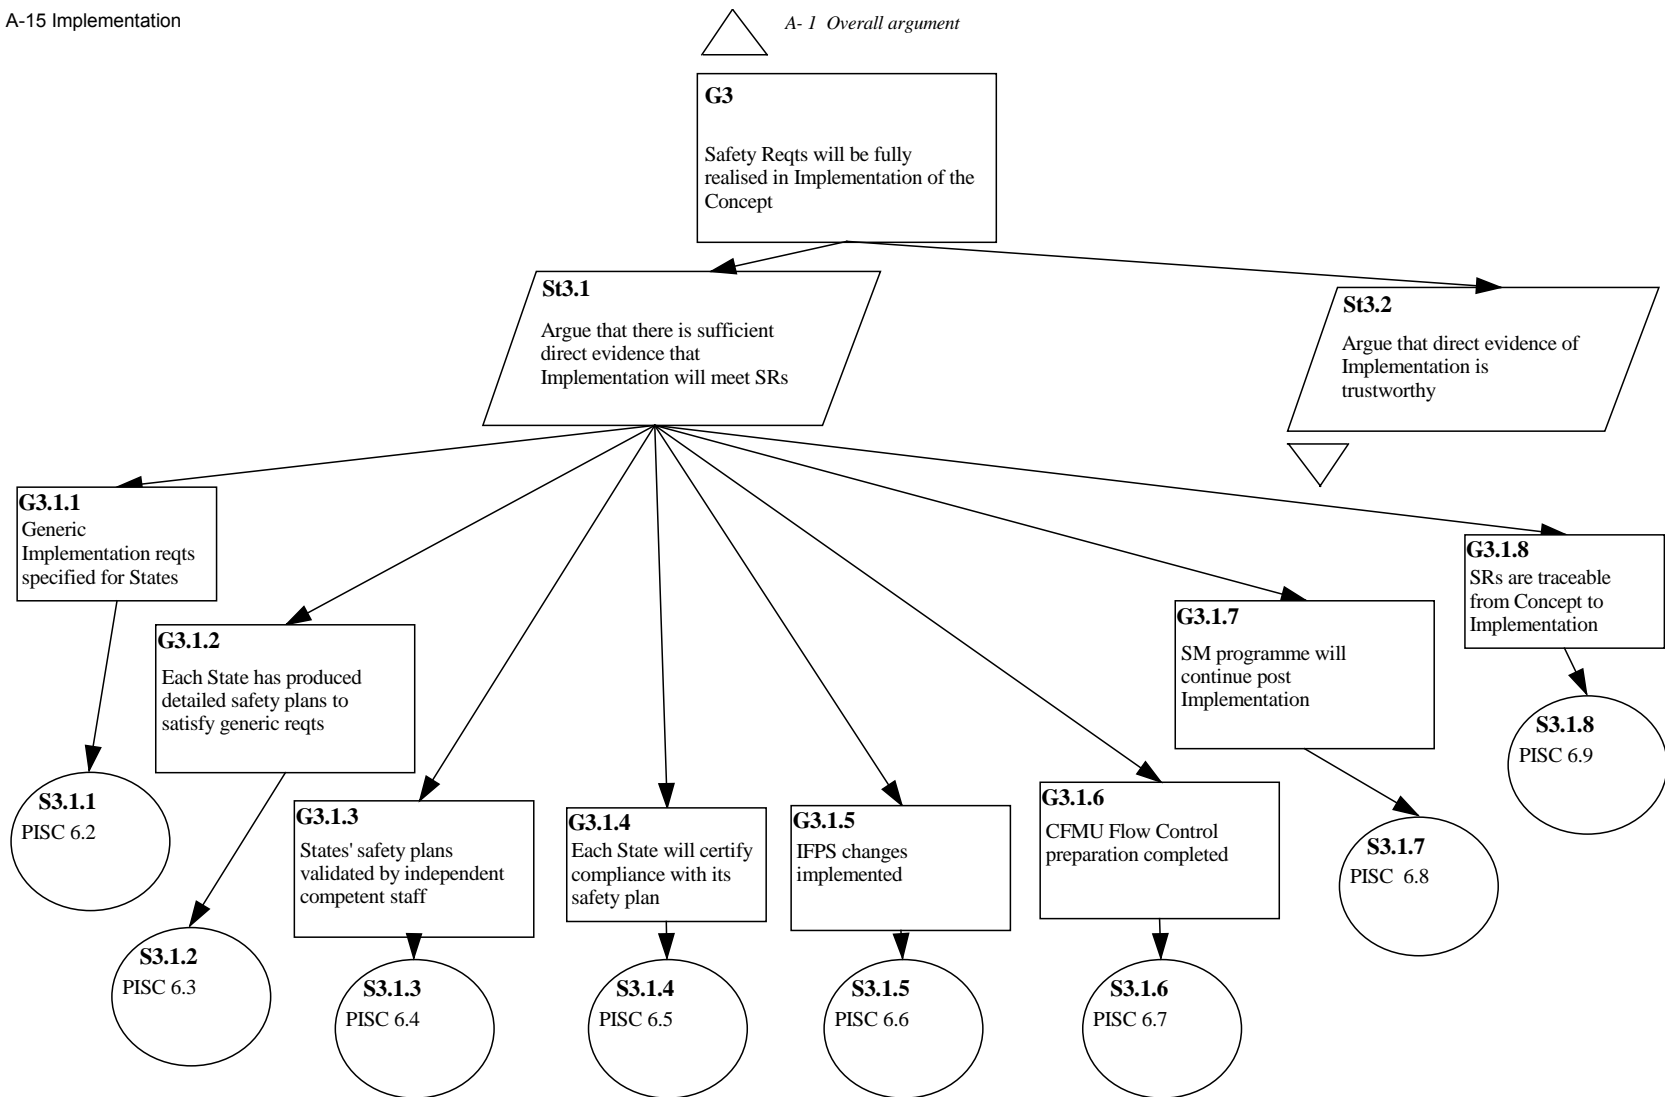 A-15 Implementation
A- 1 Overall argument
G3
Safety Reqts will be fully
realised in Implementation of the
Concept
St3.1
Argue that there is sufficient
direct evidence that
Implementation will meet SRs
St3.2
Argue that direct evidence of
Implementation is
trustworthy
G3.1.1
Generic
Implementation reqts
specified for States
G3.1.2
Each State has produced
detailed safety plans to
satisfy generic reqts
G3.1.3
States' safety plans
validated by independent
competent staff
G3.1.4
Each State will certify
compliance with its
safety plan
G3.1.5
IFPS changes
implemented
G3.1.6
CFMU Flow Control
preparation completed
G3.1.7
SM programme will
continue post
Implementation
G3.1.8
SRs are traceable
from Concept to
Implementation
S3.1.1
PISC 6.2
S3.1.2
PISC 6.3
S3.1.3
PISC 6.4
S3.1.4
PISC 6.5
S3.1.5
PISC 6.6
S3.1.6
PISC 6.7
S3.1.7
PISC 6.8
S3.1.8
PISC 6.9